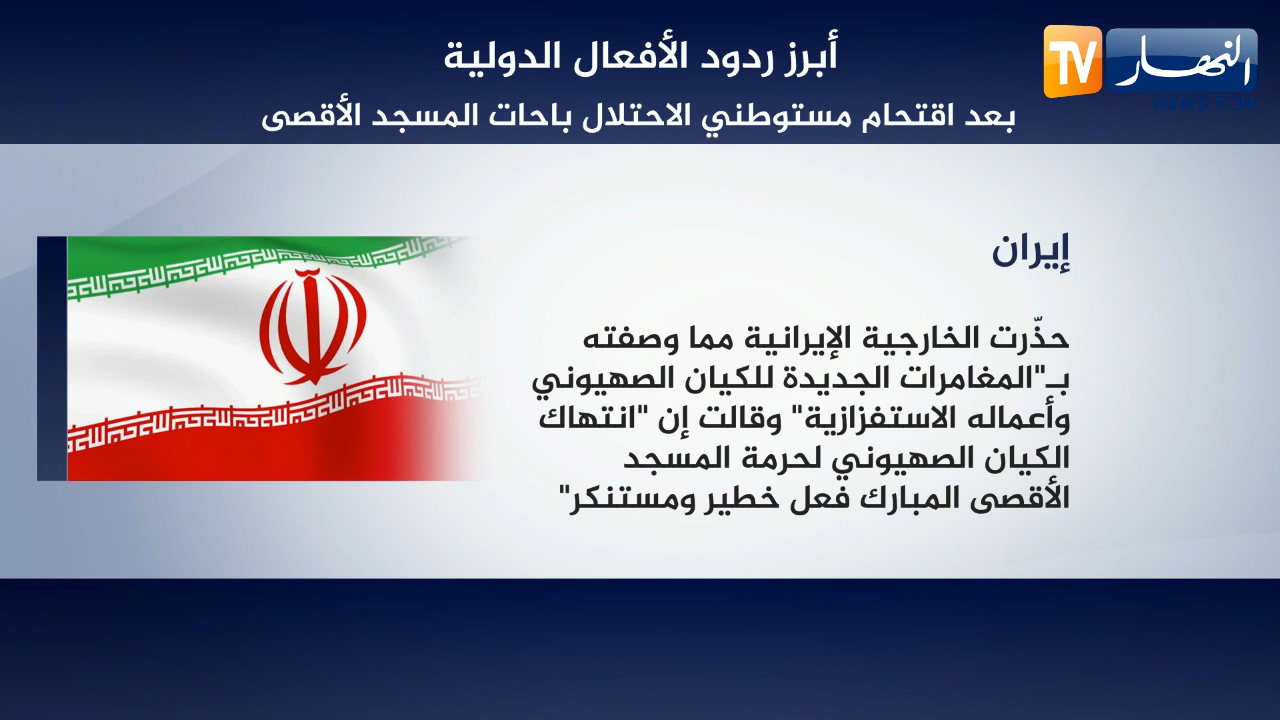 أبرز ردود الأفعال الدولية
بعد اقتحام مستوطني الاحتلال باحات المسجد الأقصى
النهار TV
إيران
حذّرت الخارجية الإيرانية مما وصفته
بـ"المغامرات الجديدة للكيان الصهيوني
وأعماله الاستفزازية" وقالت إن "انتهاك
الكيان الصهيوني لحرمة المسجد
الأقصى المبارك فعل خطير ومستنكر"